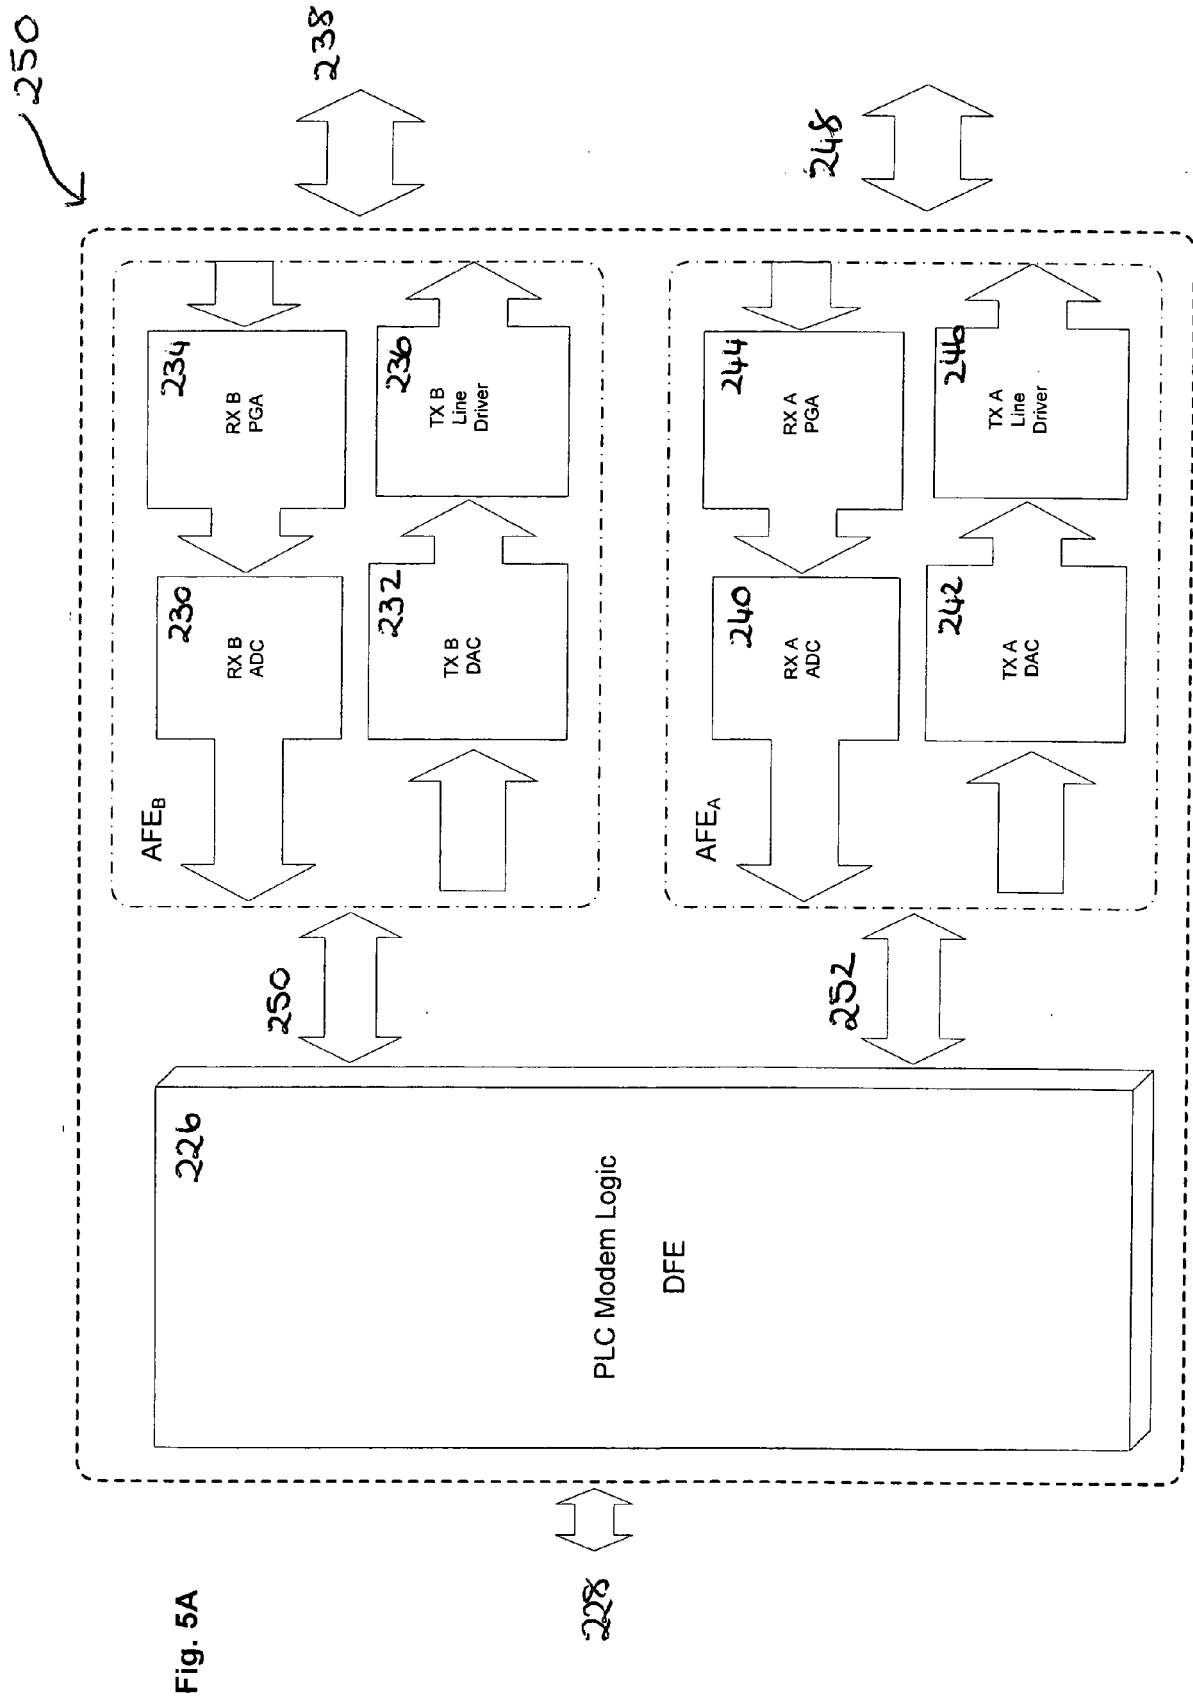 250
238
248
AFE_B
234
RX B
PGA
230
RX B
ADC
236
TX B
Line
Driver
232
TX B
DAC
AFE_A
244
RX A
PGA
240
RX A
ADC
246
TX A
Line
Driver
242
TX A
DAC
250
252
226
PLC Modem Logic
DFE
228
Fig. 5A